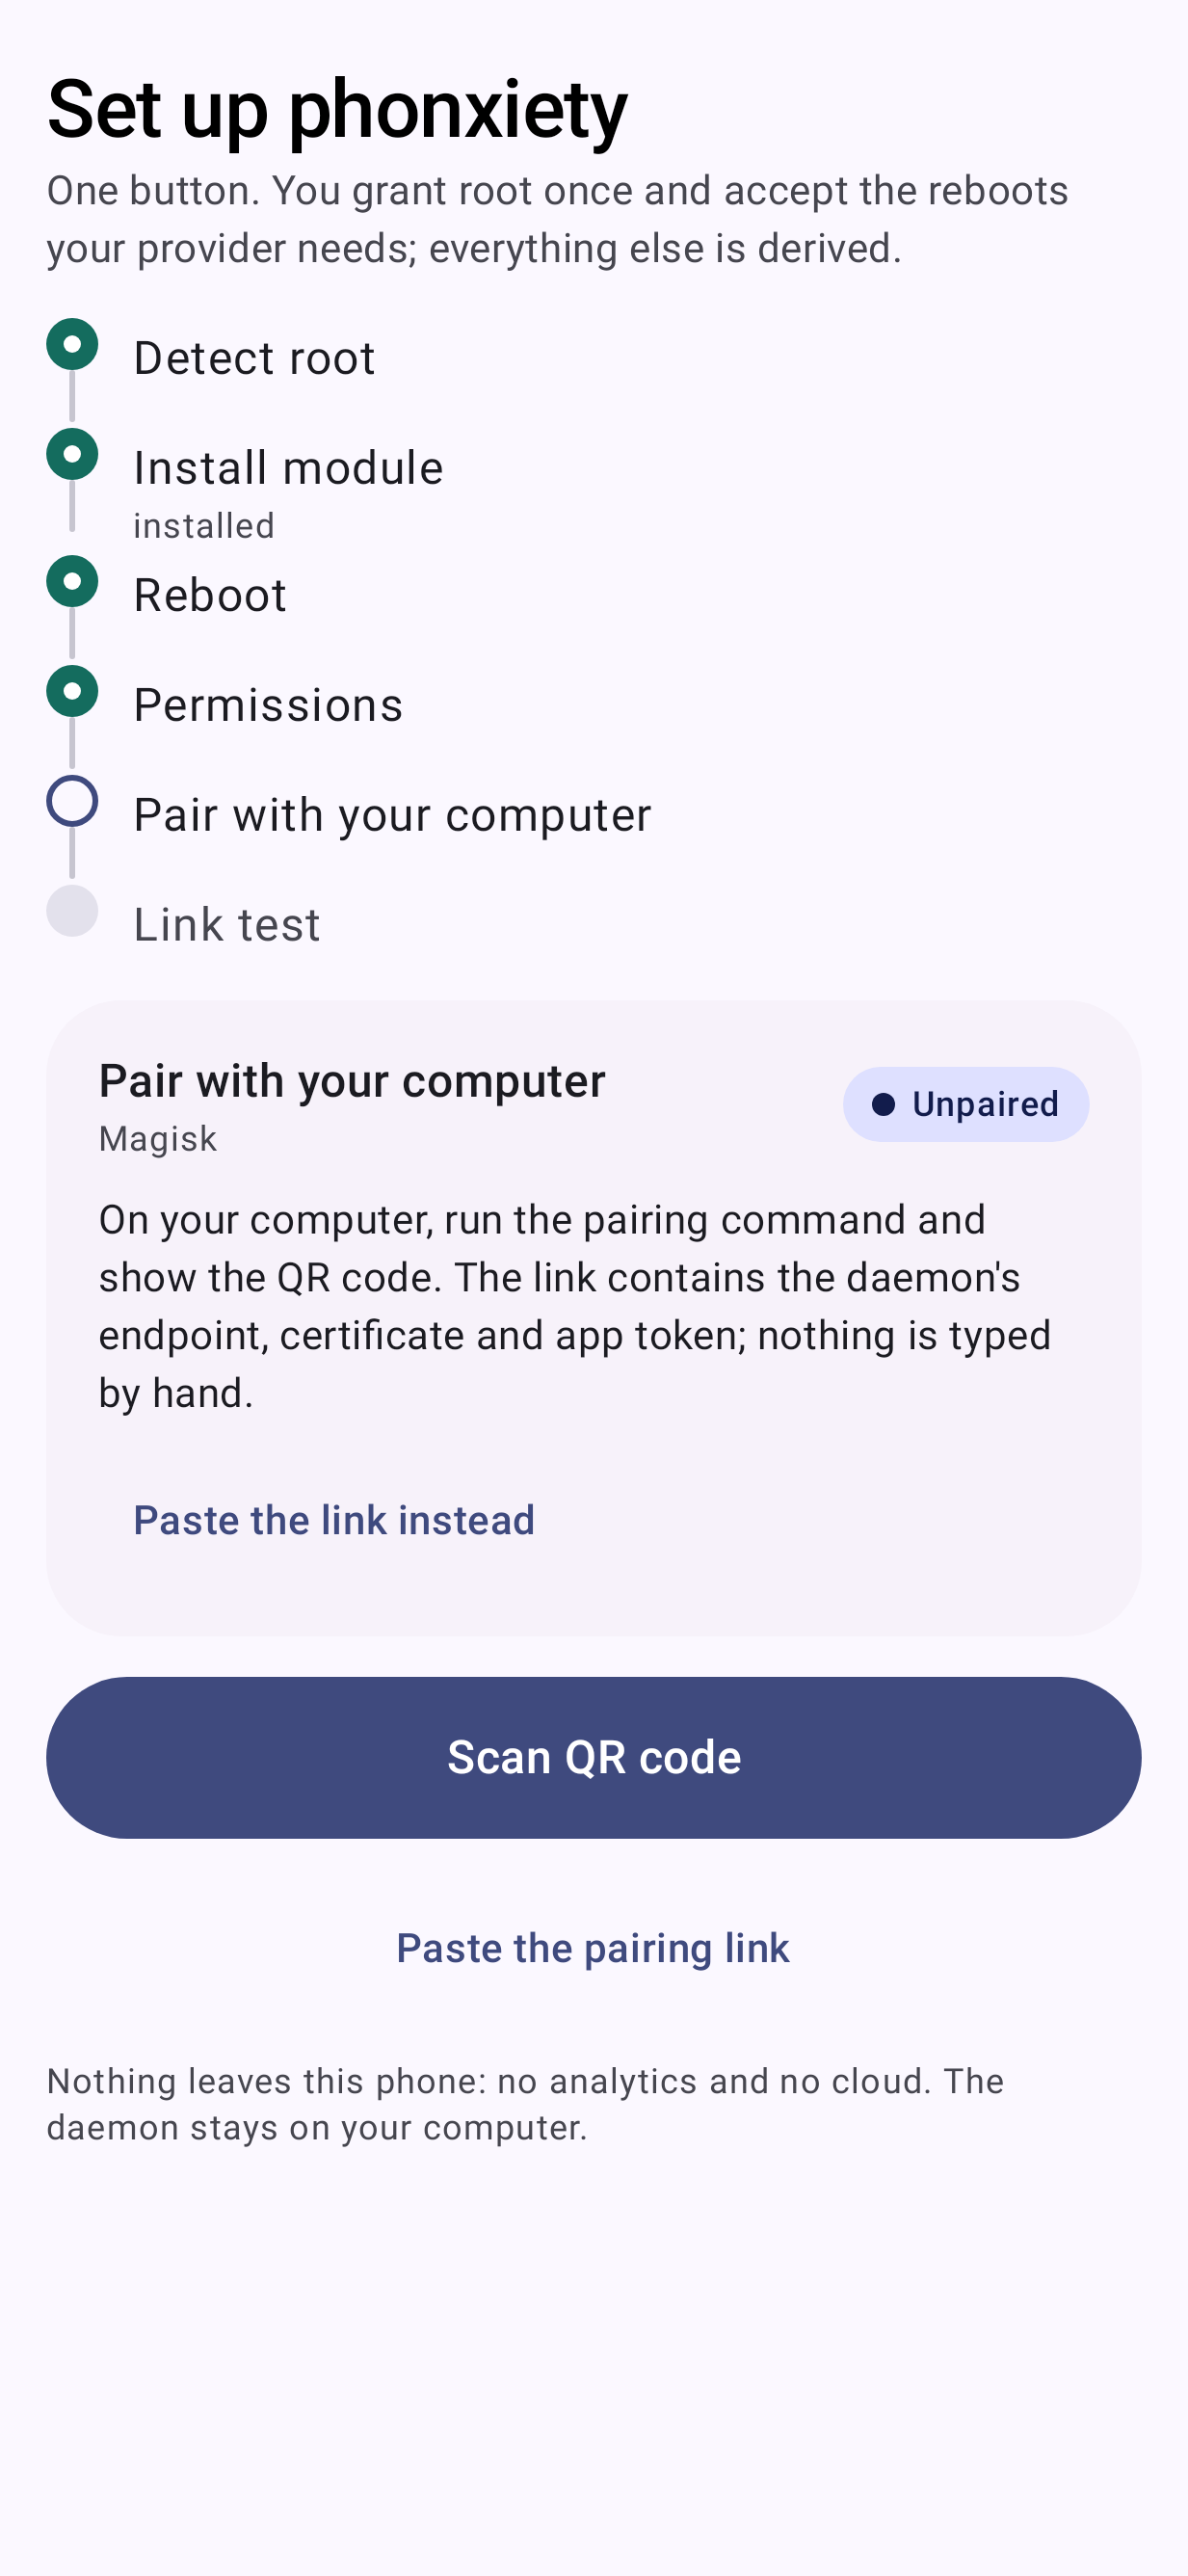 Set up phonxiety
One button. You grant root once and accept the reboots
your provider needs; everything else is derived.
Detect root
Install module
installed
Reboot
Permissions
Pair with your computer
Link test
Pair with your computer
Unpaired
Magisk
On your computer, run the pairing command and
show the QR code. The link contains the daemon's
endpoint, certificate and app token; nothing is typed
by hand.
Paste the link instead
Scan QR code
Paste the pairing link
Nothing leaves this phone: no analytics and no cloud. The
daemon stays on your computer.